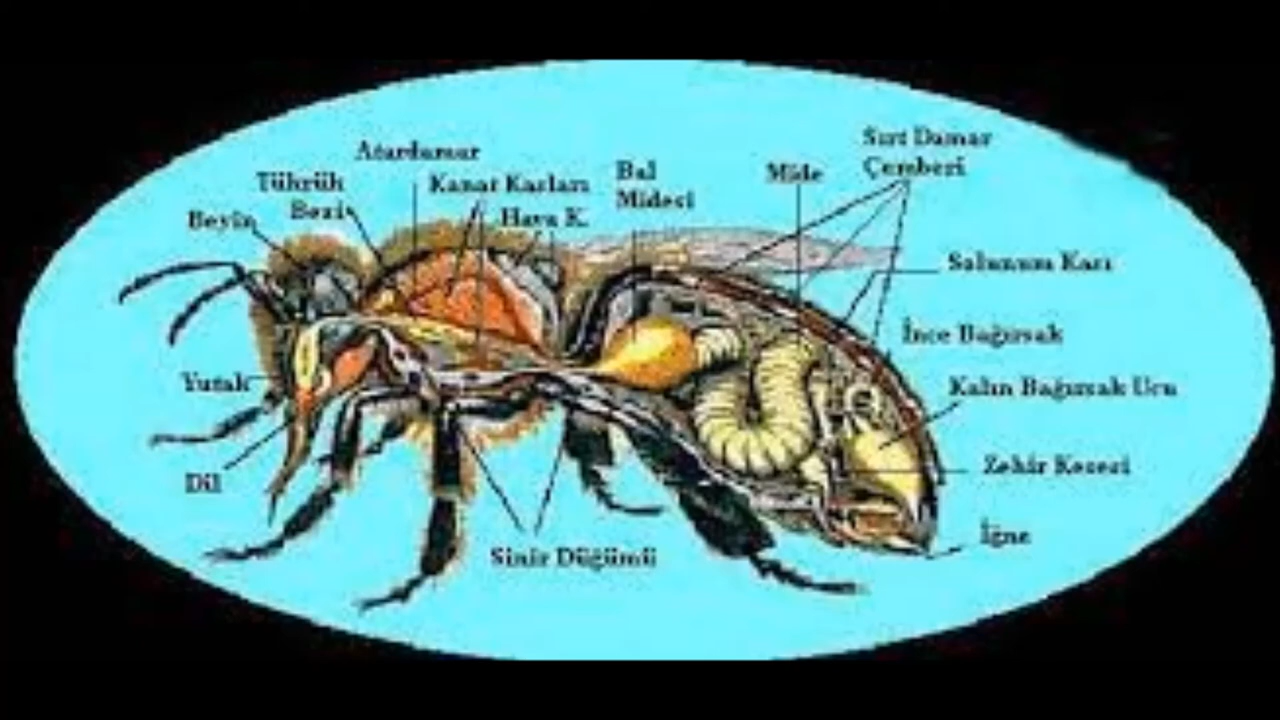 Atardamar
Sırt Damar
Çemberi
Tükrük
Bezi
Kanat Kasları
Bal
Midesi
Mide
Beyin
Hava K.
Solunum Karı
İnce Bağırsak
Yutak
Kalın Bağırsak Ucu
Dil
Zehir Kesesi
İğne
Sinir Düğümü